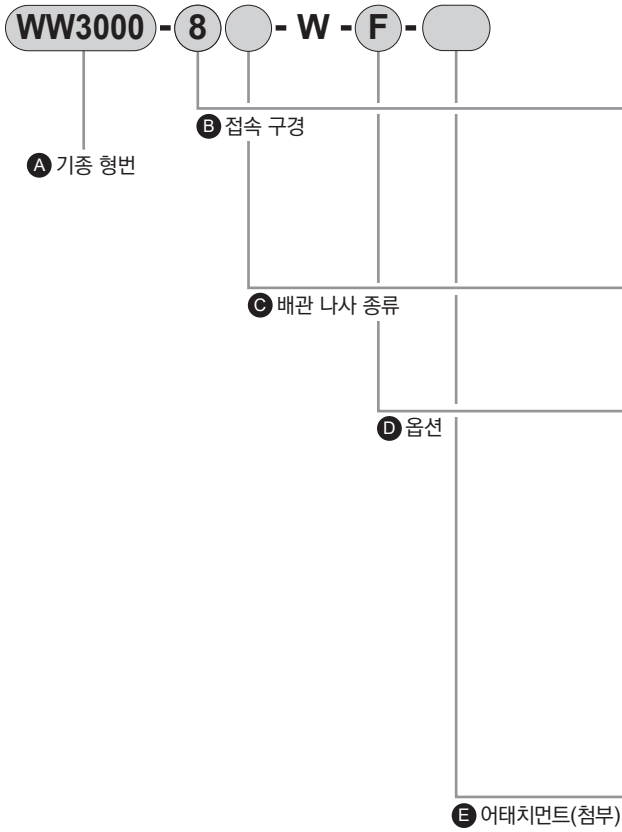 WW3000 - 8 - W - F -
B 접속 구경
A 기종 형번
C 배관 나사 종류
D 옵션
E 어태치먼트(첨부)